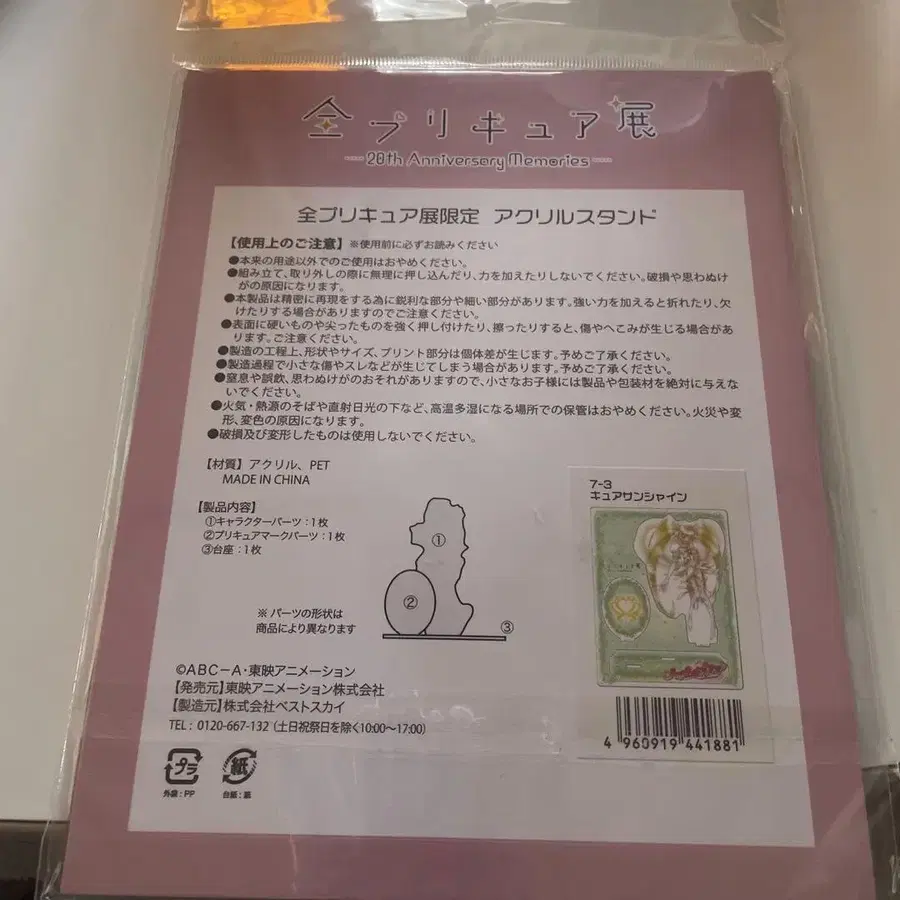 全プリキュア展
20th Anniversary Memories
全プリキュア展限定 アクリルスタンド
【使用上のご注意】※使用前に必ずお読みください
●本来の用途以外でのご使用はおやめください。
●組み立て、取り外しの際に無理に押し込んだり、力を加えたりしないでください。破損や思わぬけ
がの原因になります。
●本製品は精密に再現をする為に鋭利な部分や細い部分があります。強い力を加えると折れたり、欠
けたりする場合がありますのでご注意ください。
●表面に硬いものや尖ったものを強く押し付けたり、擦ったりすると、傷やへこみが生じる場合があ
ります。ご注意ください。
●製造の工程上、形状やサイズ、プリント部分は個体差が生じます。予めご了承ください。
●製造過程で小さな傷やスレなどが生じてしまう場合があります。予めご了承ください。
●窒息や誤飲、思わぬけがのおそれがありますので、小さなお子様には製品や包装材を絶対に与えな
いでください。
●火気・熱源のそばや直射日光の下など、高温多湿になる場所での保管はおやめください。火災や変
形、変色の原因になります。
●破損及び変形したものは使用しないでください。
【材質】アクリル、PET
MADE IN CHINA
【製品内容】
①キャラクターパーツ：1枚
②プリキュアマークパーツ：1枚
③台座：1枚
①
②
③
※ パーツの形状は
商品により異なります
7-3
キュアサンシャイン
4 960919 441881
©ABC-A・東映アニメーション
【発売元】東映アニメーション株式会社
【製造元】株式会社ベストスカイ
TEL：0120-667-132（土日祝祭日を除く10:00〜17:00）
プラ
外袋：PP
紙
台紙：紙